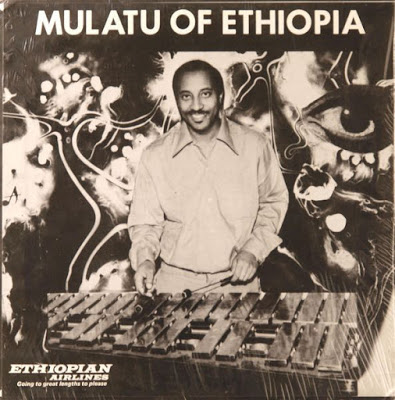 MULATU OF ETHIOPIA
ETHIOPIAN
AIRLINES
Going to great lengths to please